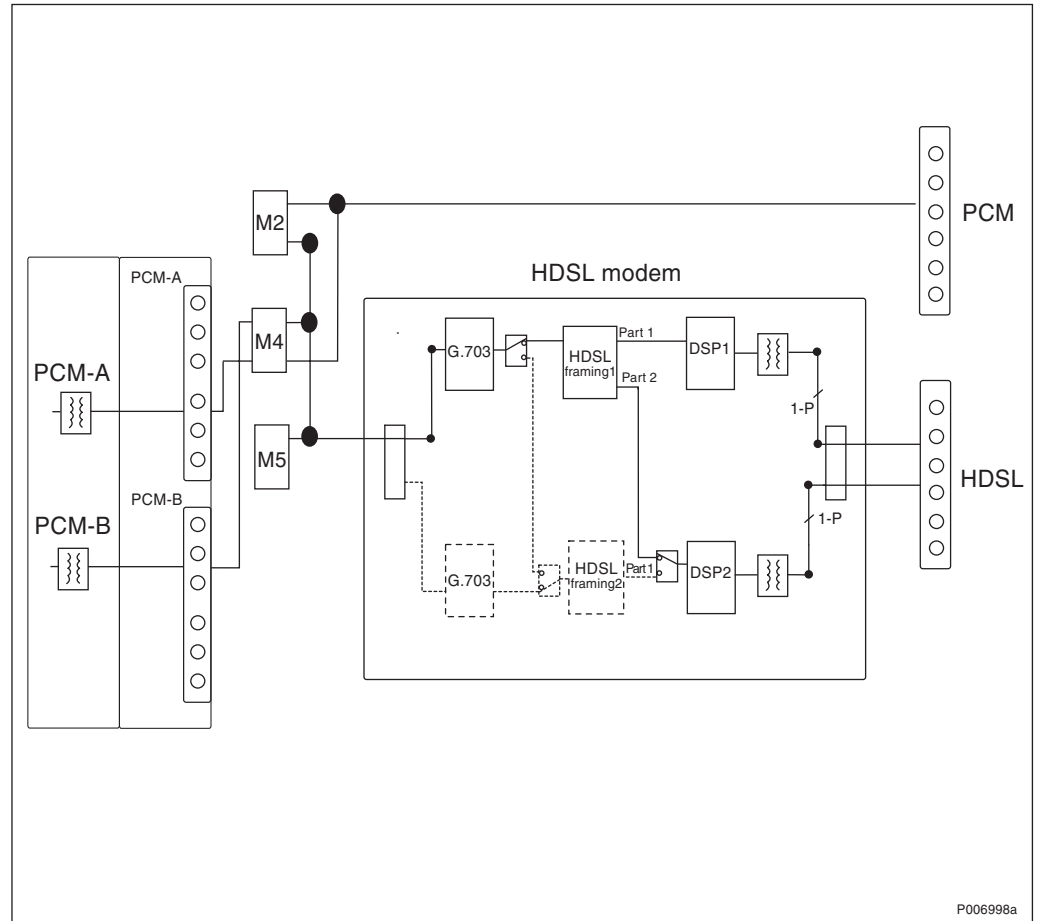 M2
PCM
PCM-A
HDSL modem
M4
G.703
HDSL
framing1
Part 1
Part 2
DSP1
PCM-A
1-P
M5
PCM-B
HDSL
PCM-B
1-P
G.703
HDSL
framing2
Part1
DSP2
P006998a